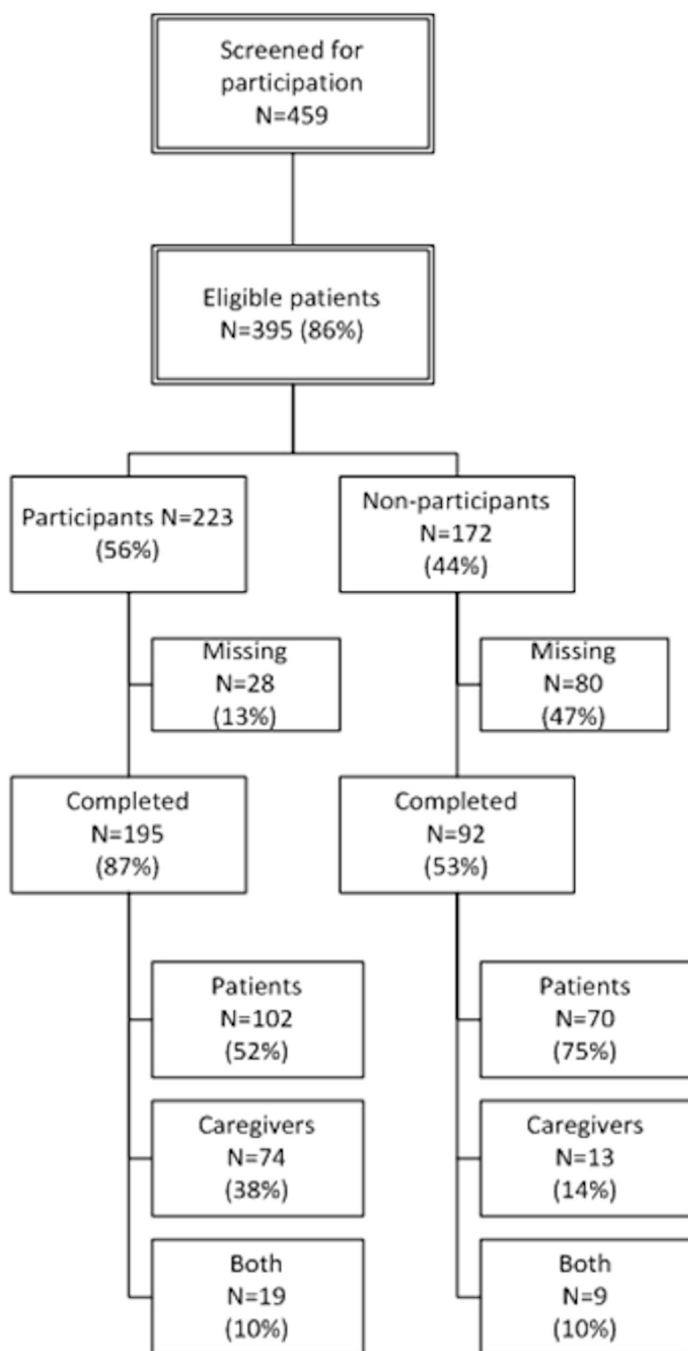 Screened for
participation
N=459
Eligible patients
N=395 (86%)
Participants N=223
(56%)
Non-participants
N=172
(44%)
Missing
N=28
(13%)
Missing
N=80
(47%)
Completed
N=195
(87%)
Completed
N=92
(53%)
Patients
N=102
(52%)
Patients
N=70
(75%)
Caregivers
N=74
(38%)
Caregivers
N=13
(14%)
Both
N=19
(10%)
Both
N=9
(10%)